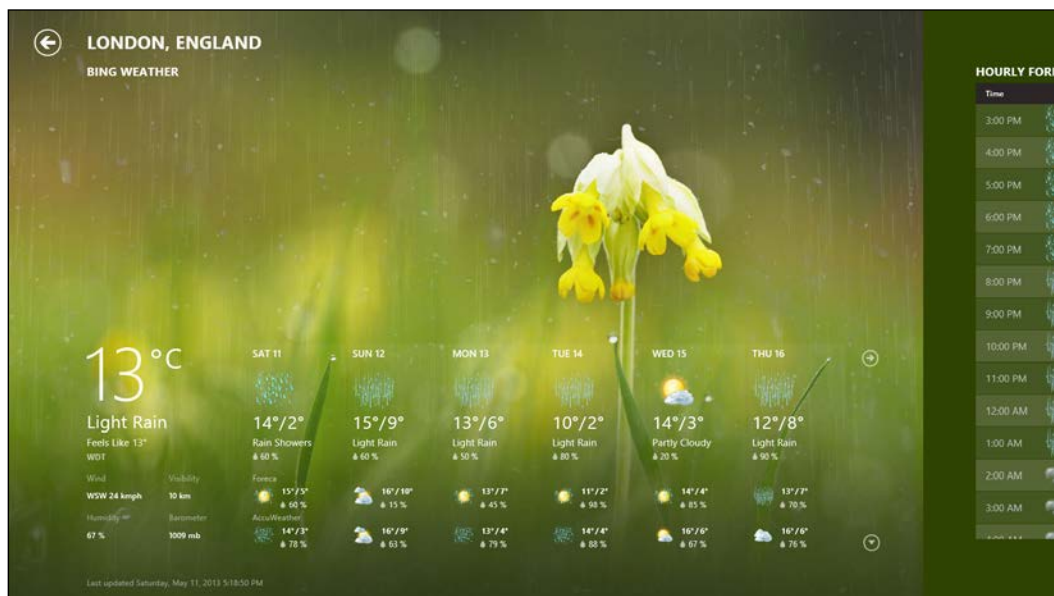 LONDON, ENGLAND
BING WEATHER
13°C
Light Rain
Feels Like 13°
WDT
Wind Visibility
WSW 24 kmph 10 km
Humidity Barometer
67 % 1009 mb
SAT 11 SUN 12 MON 13 TUE 14 WED 15 THU 16
14°/2° 15°/9° 13°/6° 10°/2° 14°/3° 12°/8°
Rain Showers Light Rain Light Rain Light Rain Partly Cloudy Light Rain
60 % 60 % 50 % 80 % 20 % 90 %
Foreca
15°/5° 16°/10° 13°/7° 11°/2° 14°/4° 13°/7°
60 % 15 % 45 % 98 % 85 % 70 %
AccuWeather
14°/3° 16°/9° 13°/4° 14°/4° 16°/6° 16°/6°
78 % 63 % 79 % 88 % 67 % 76 %
Last updated Saturday, May 11, 2013 5:18:50 PM
HOURLY FOR
Time
3:00 PM
4:00 PM
5:00 PM
6:00 PM
7:00 PM
8:00 PM
9:00 PM
10:00 PM
11:00 PM
12:00 AM
1:00 AM
2:00 AM
3:00 AM